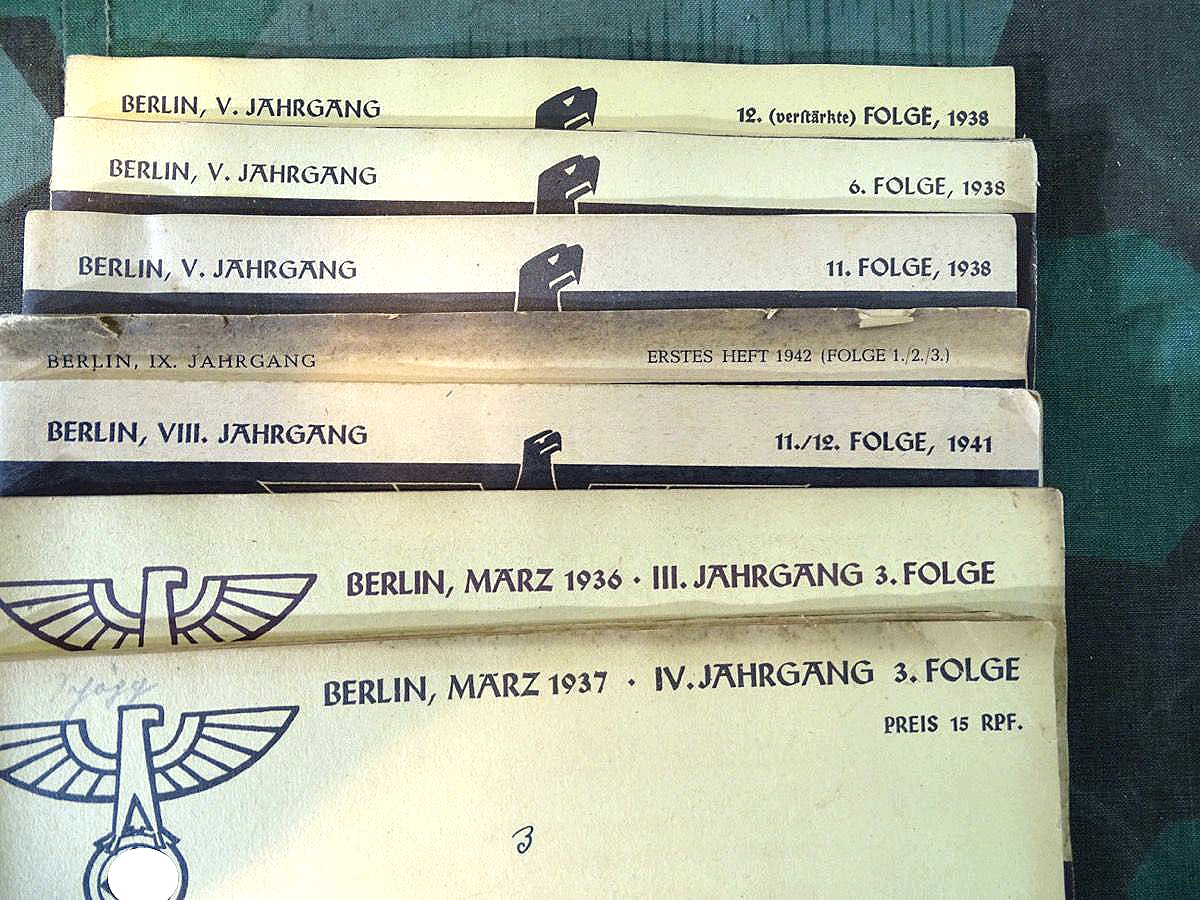 BERLIN, V. JAHRGANG 12. (verstärkte) FOLGE, 1938
BERLIN, V. JAHRGANG 6. FOLGE, 1938
BERLIN, V. JAHRGANG 11. FOLGE, 1938
BERLIN, IX. JAHRGANG ERSTES HEFT 1942 (FOLGE 1./2./3.)
BERLIN, VIII. JAHRGANG 11./12. FOLGE, 1941
BERLIN, MÄRZ 1936 · III. JAHRGANG 3. FOLGE
BERLIN, MÄRZ 1937 · IV. JAHRGANG 3. FOLGE
PREIS 15 RPF.
3